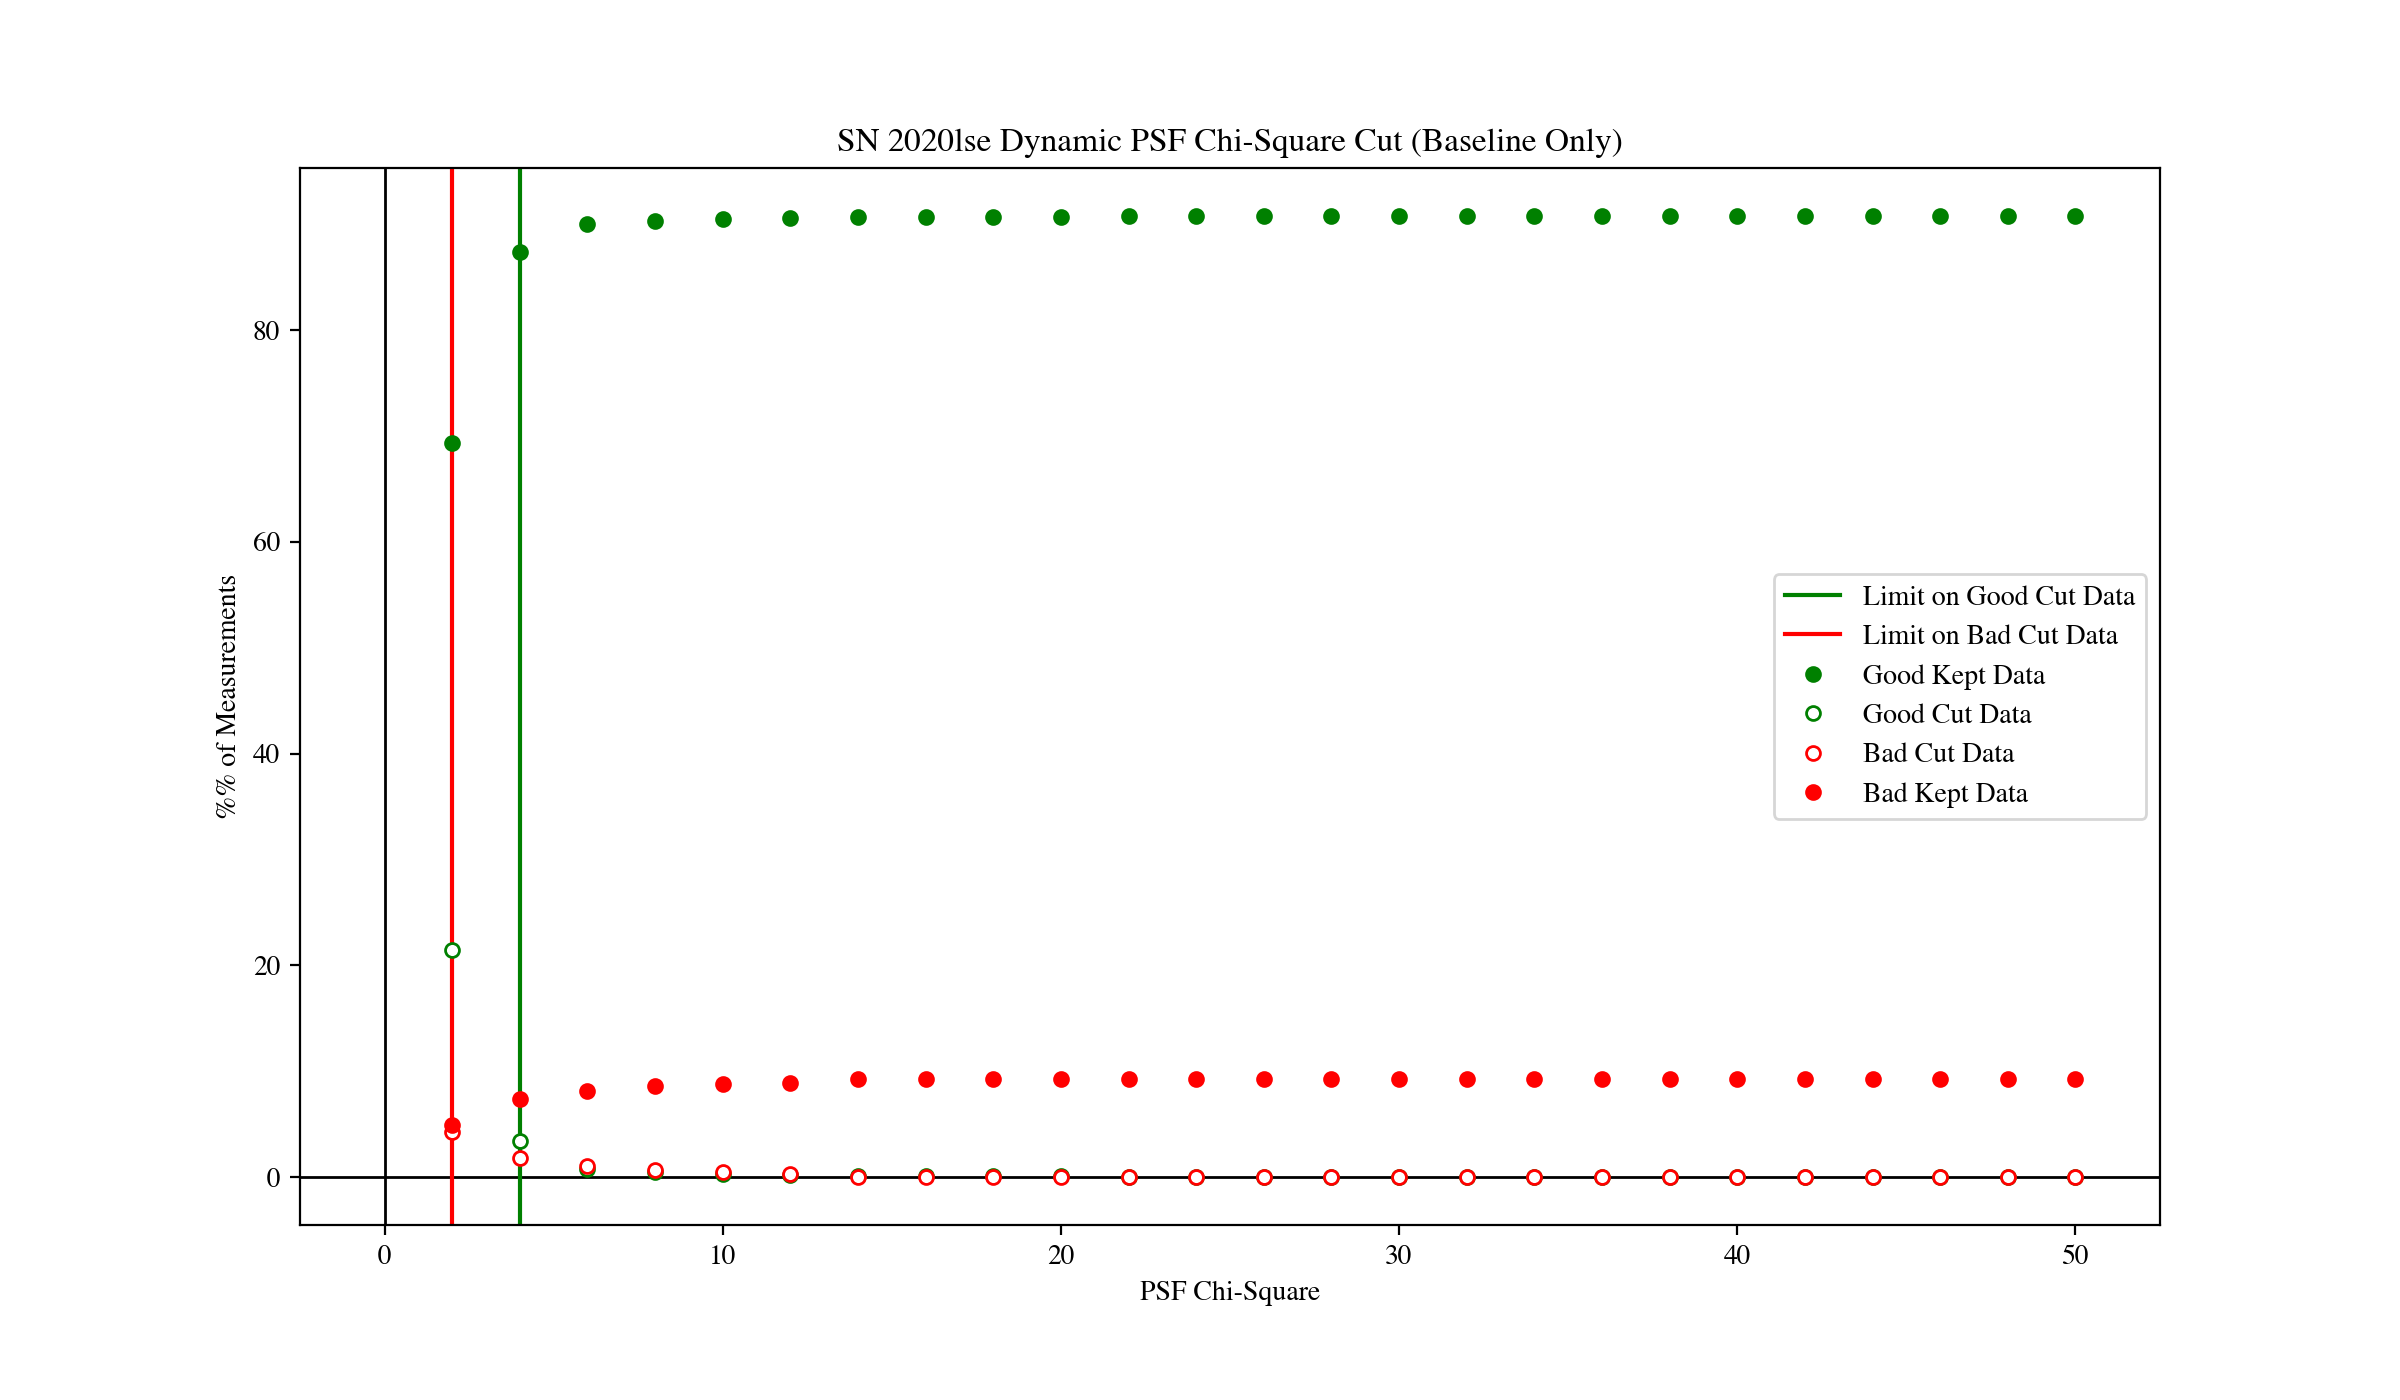 SN 2020lse Dynamic PSF Chi-Square Cut (Baseline Only)
%% of Measurements
80
60
40
20
0
Limit on Good Cut Data
Limit on Bad Cut Data
Good Kept Data
Good Cut Data
Bad Cut Data
Bad Kept Data
0 10 20 30 40 50
PSF Chi-Square